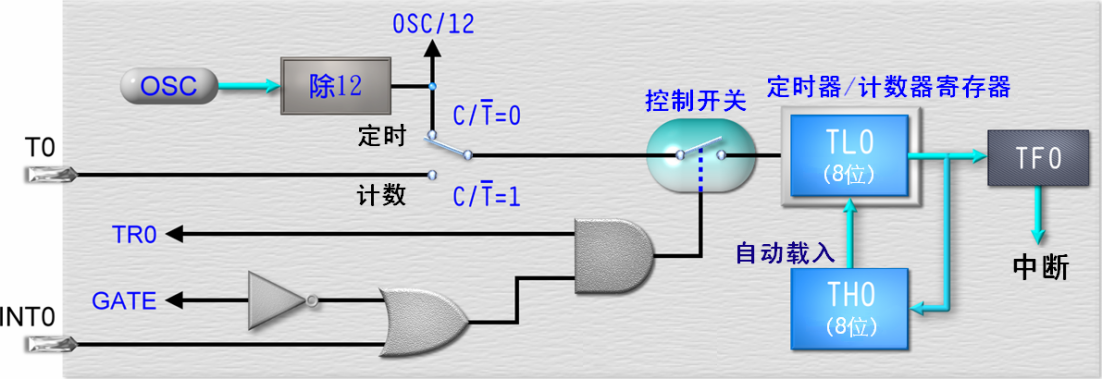 OSC/12
OSC
除12
C/T̅=0
定时
控制开关
定时器/计数器寄存器
T0
TL0
(8位)
TF0
计数
C/T̅=1
TR0
自动载入
中断
GATE
TH0
(8位)
INT0